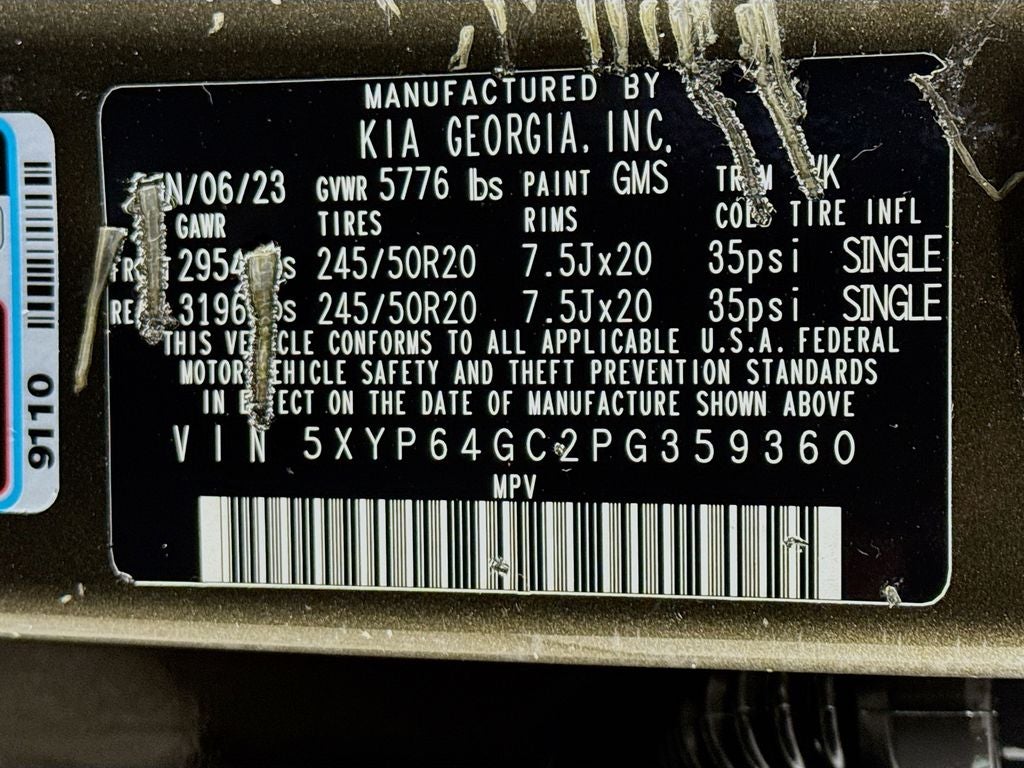 MANUFACTURED BY
KIA GEORGIA, INC.
/06/23 GVWR 5776 lbs PAINT GMS
GAWR TIRES RIMS TIRE INFL
245/50R20 7.5Jx20 35psi SINGLE
245/50R20 7.5Jx20 35psi SINGLE
THIS CONFORMS TO ALL APPLICABLE U.S.A. FEDERAL
SAFETY AND THEFT PREVENTION STANDARDS
IN ON THE DATE OF MANUFACTURE SHOWN ABOVE
VIN 5XYP64GC2PG359360
MPV
9110